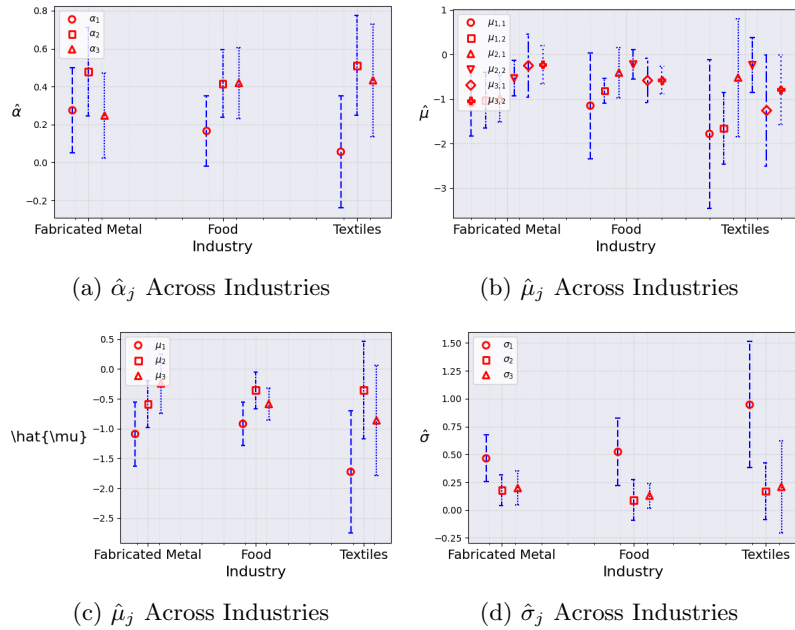 α₁
α₂
α₃
0.8
0.6
0.4
0.2
0.0
−0.2
α̂
Fabricated Metal Food Textiles
Industry
(a) α̂ⱼ Across Industries
μ₁,₁
μ₁,₂
μ₂,₁
μ₂,₂
μ₃,₁
μ₃,₂
1
0
−1
−2
−3
μ̂
Fabricated Metal Food Textiles
Industry
(b) μ̂ⱼ Across Industries
μ₁
μ₂
μ₃
0.5
0.0
−0.5
−1.0
−1.5
−2.0
−2.5
\hat{\mu}
Fabricated Metal Food Textiles
Industry
(c) μ̂ⱼ Across Industries
σ₁
σ₂
σ₃
1.50
1.25
1.00
0.75
0.50
0.25
0.00
−0.25
σ̂
Fabricated Metal Food Textiles
Industry
(d) σ̂ⱼ Across Industries